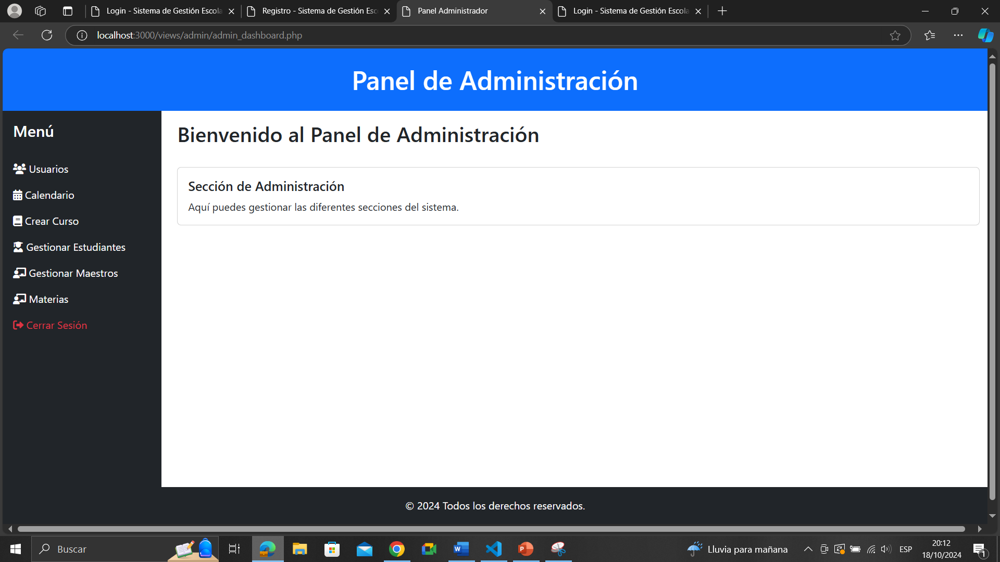 Login - Sistema de Gestión Escola
Registro - Sistema de Gestión Esc
Panel Administrador
Login - Sistema de Gestión Escola
localhost:3000/views/admin/admin_dashboard.php
Panel de Administración
Menú
Usuarios
Calendario
Crear Curso
Gestionar Estudiantes
Gestionar Maestros
Materias
Cerrar Sesión
Bienvenido al Panel de Administración
Sección de Administración
Aquí puedes gestionar las diferentes secciones del sistema.
© 2024 Todos los derechos reservados.
Buscar
Lluvia para mañana
ESP
20:12
18/10/2024
1